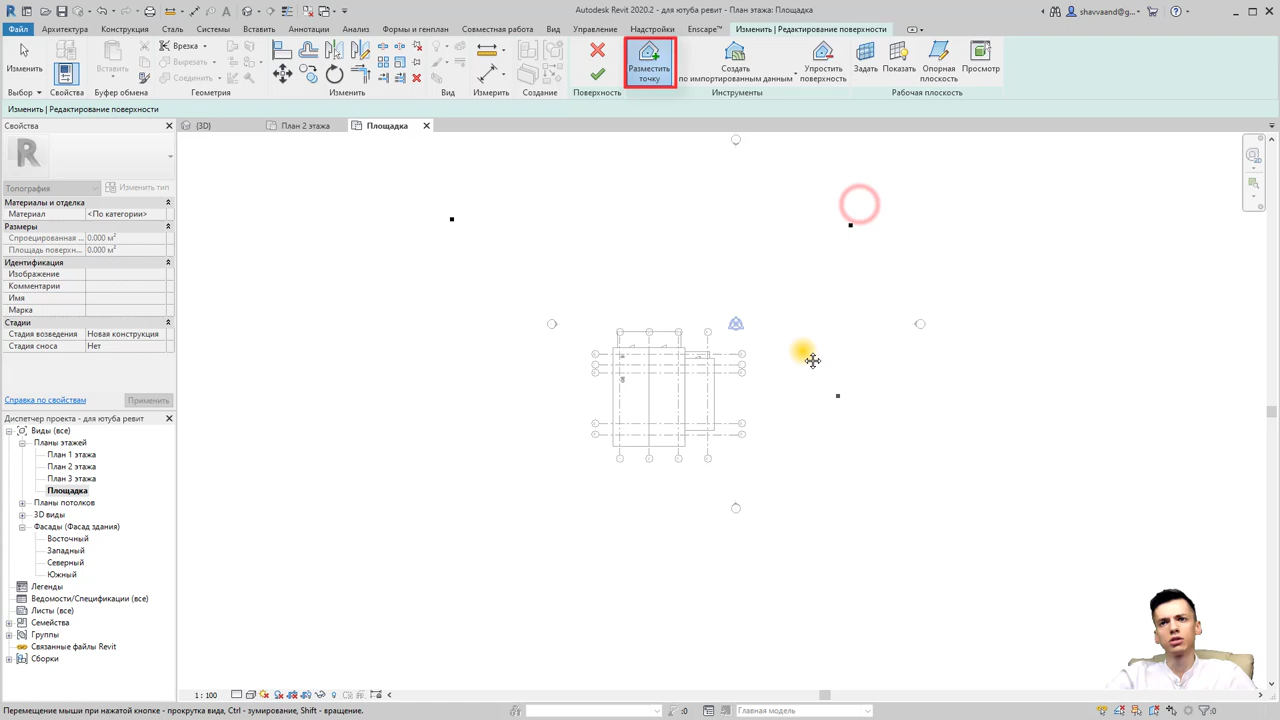 Autodesk Revit 2020.2 - для ютуба ревит - План этажа: Площадка
shavvaand@g...
Файл Архитектура Конструкция Сталь Системы Вставить Аннотации Анализ Формы и генплан Совместная работа Вид Управление Настройки Enscape™ Изменить | Редактирование поверхности
Изменить
Вставить
Врезка
Вырезать
Соединить
Разместить точку
Создать по импортированным данным
Упростить поверхность
Задать
Показать
Опорная плоскость
Просмотр
Выбор Свойства Буфер обмена Геометрия Изменить Вид Измерить Создание Поверхность Инструменты Рабочая плоскость
Изменить | Редактирование поверхности
Свойства
(3D) План 2 этажа Площадка
R
Топография
Изменить тип
Материалы и отделка
Материал <По категории>
Размеры
Спроецированная ... 0.000 м²
Площадь поверхн... 0.000 м²
Идентификация
Изображение
Комментарии
Имя
Марка
Стадии
Стадия возведения Новая конструкция
Стадия сноса Нет
Справка по свойствам Применить
Диспетчер проекта - для ютуба ревит
Виды (все)
Планы этажей
План 1 этажа
План 2 этажа
План 3 этажа
Площадка
Планы потолков
3D виды
Фасады (Фасад здания)
Восточный
Западный
Северный
Южный
Легенды
Ведомости/Спецификации (все)
Листы (все)
Семейства
Группы
Связанные файлы Revit
Сборки
1 : 100
Перемещение мыши при нажатой кнопке - прокрутка вида, Ctrl - зумирование, Shift - вращение.
:0
Главная модель
:0